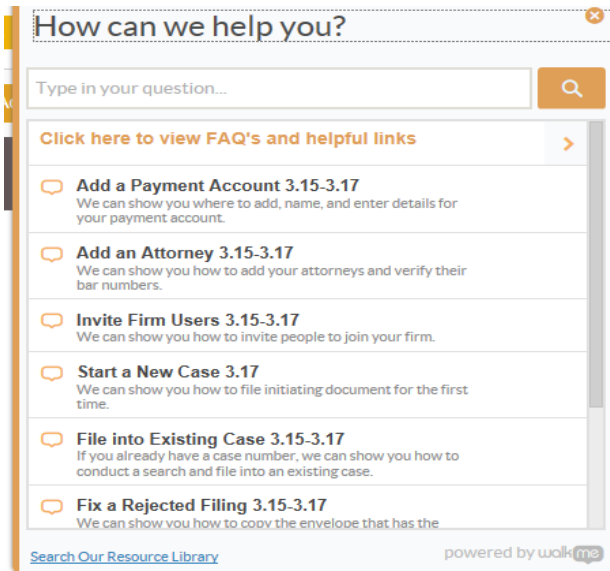 How can we help you?
Type in your question...
Click here to view FAQ's and helpful links
Add a Payment Account 3.15-3.17
We can show you where to add, name, and enter details for
your payment account.
Add an Attorney 3.15-3.17
We can show you how to add your attorneys and verify their
bar numbers.
Invite Firm Users 3.15-3.17
We can show you how to invite people to join your firm.
Start a New Case 3.17
We can show you how to file initiating document for the first
time.
File into Existing Case 3.15-3.17
If you already have a case number, we can show you how to
conduct a search and file into an existing case.
Fix a Rejected Filing 3.15-3.17
We can show you how to copy the envelope that has the
Search Our Resource Library
powered by walkme